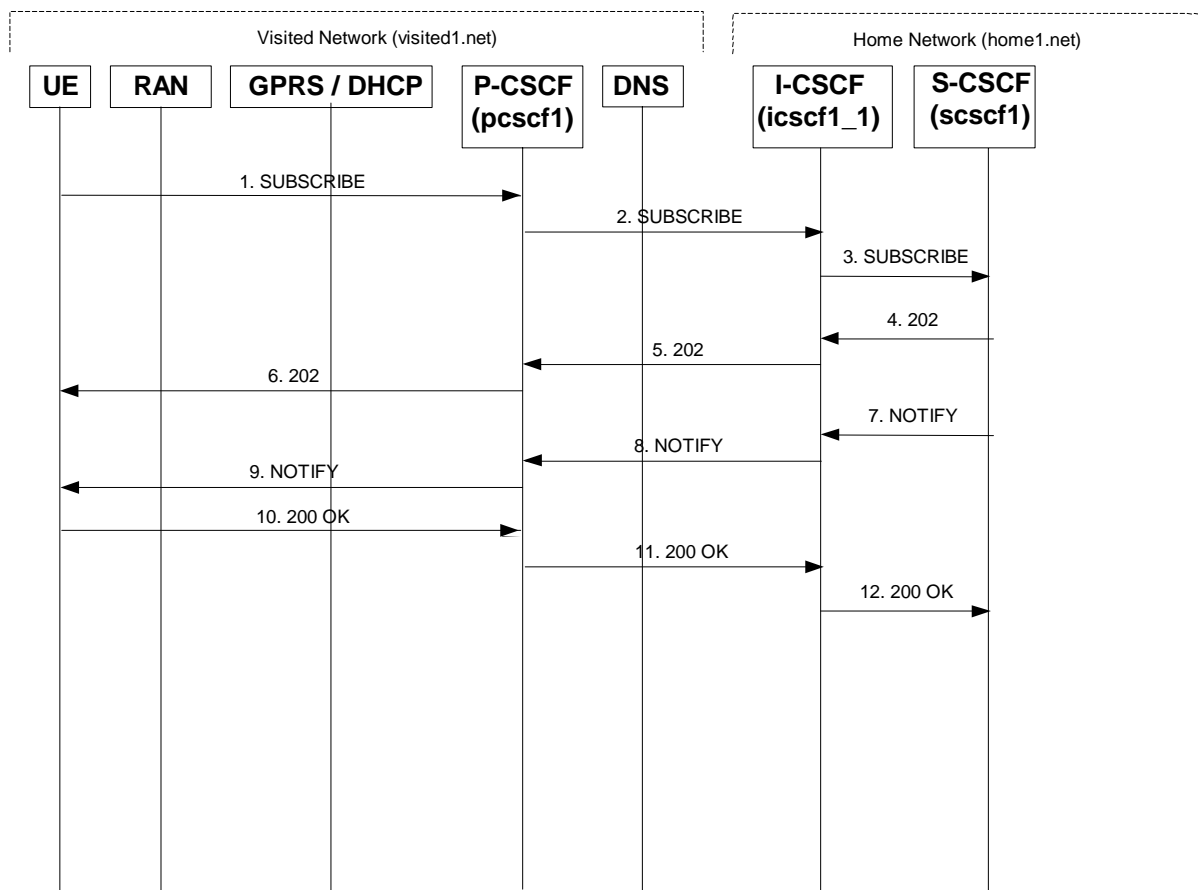 Visited Network (visited1.net)
Home Network (home1.net)
UE
RAN
GPRS / DHCP
P-CSCF
(pcscf1)
DNS
I-CSCF
(icscf1_1)
S-CSCF
(scscf1)
1. SUBSCRIBE
2. SUBSCRIBE
3. SUBSCRIBE
4. 202
5. 202
6. 202
7. NOTIFY
8. NOTIFY
9. NOTIFY
10. 200 OK
11. 200 OK
12. 200 OK